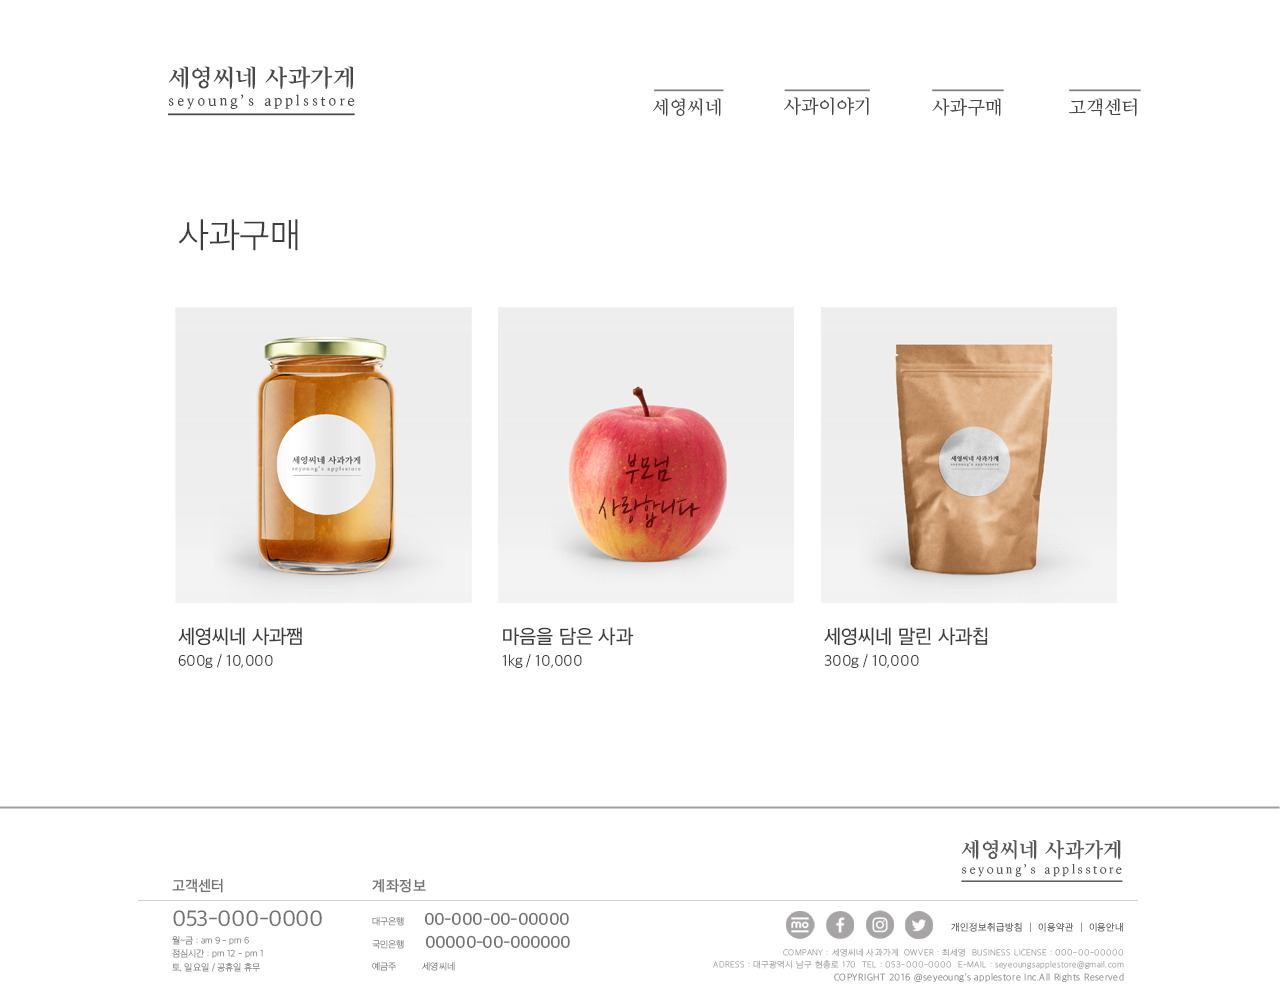 세영씨네 사과가게
seyoung's applsstore
세영씨네 사과이야기 사과구매 고객센터
사과구매
세영씨네 사과가게
seyoung's applsstore
부모님
사랑합니다
세영씨네 사과가게
seyoung's applsstore
세영씨네 사과쨈
600g / 10,000
마음을 담은 사과
1kg / 10,000
세영씨네 말린 사과칩
300g / 10,000
세영씨네 사과가게
seyoung's applsstore
고객센터
053-000-0000
월-금 : am 9 - pm 6
점심시간 : pm 12 - pm 1
토, 일요일 / 공휴일 휴무
계좌정보
대구은행 00-000-00-00000
국민은행 00000-00-000000
예금주 세영씨네
mo
개인정보취급방침 | 이용약관 | 이용안내
COMPANY : 세영씨네 사과가게 OWVER : 최세영 BUSINESS LICENSE : 000-00-00000
ADRESS : 대구광역시 남구 현충로 170 TEL : 053-000-0000 E-MAIL : seyeoungsapplestore@gmail.com
COPYRIGHT 2016 @seyeoung's applestore Inc.All Rights Reserved